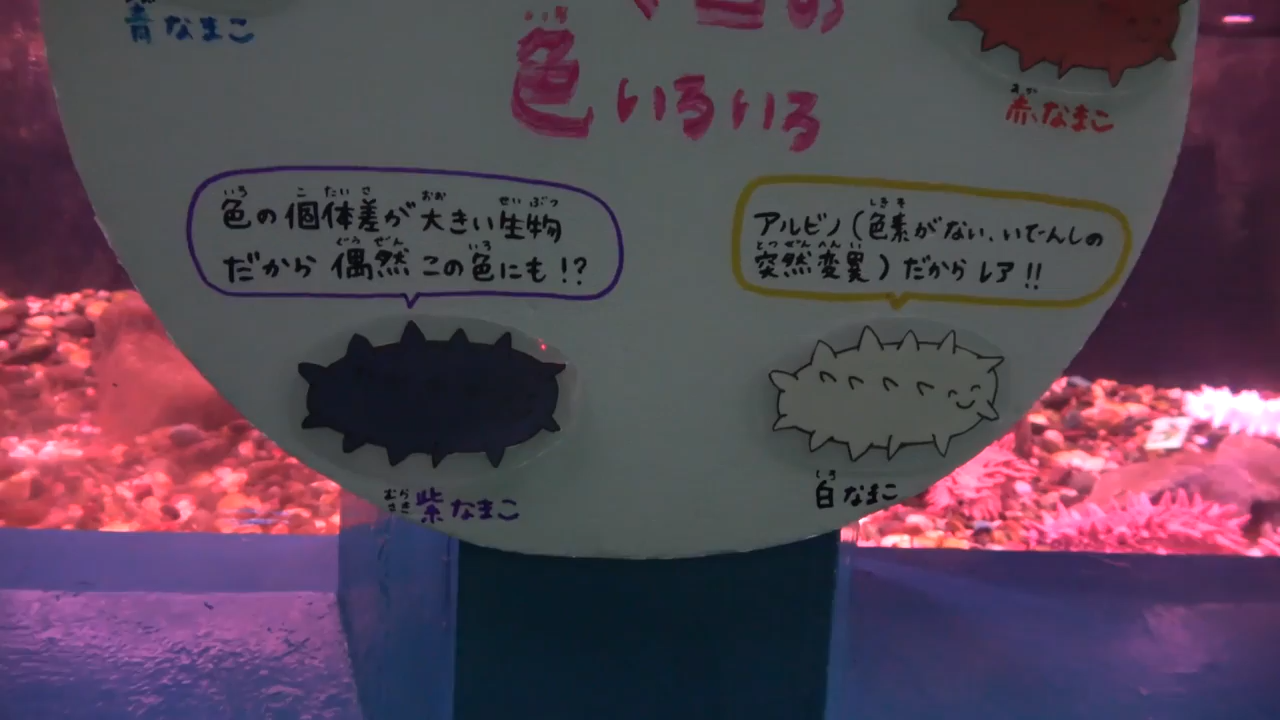 青なまこ
色いろいろ
赤なまこ
色の個体差が大きい生物
だから偶然この色にも!?
アルビノ(色素がない、いでんしの
突然変異)だからレア!!
紫なまこ
白なまこ